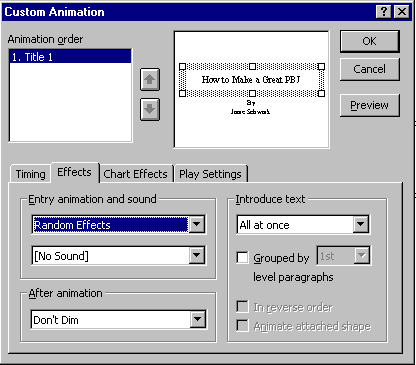 Custom Animation
Animation order
1. Title 1
How to Make a Great PBJ
By
OK
Cancel
Preview
Timing
Effects
Chart Effects
Play Settings
Entry animation and sound
Random Effects
[No Sound]
After animation
Don't Dim
Introduce text
All at once
Grouped by 1st
level paragraphs
In reverse order
Animate attached shape